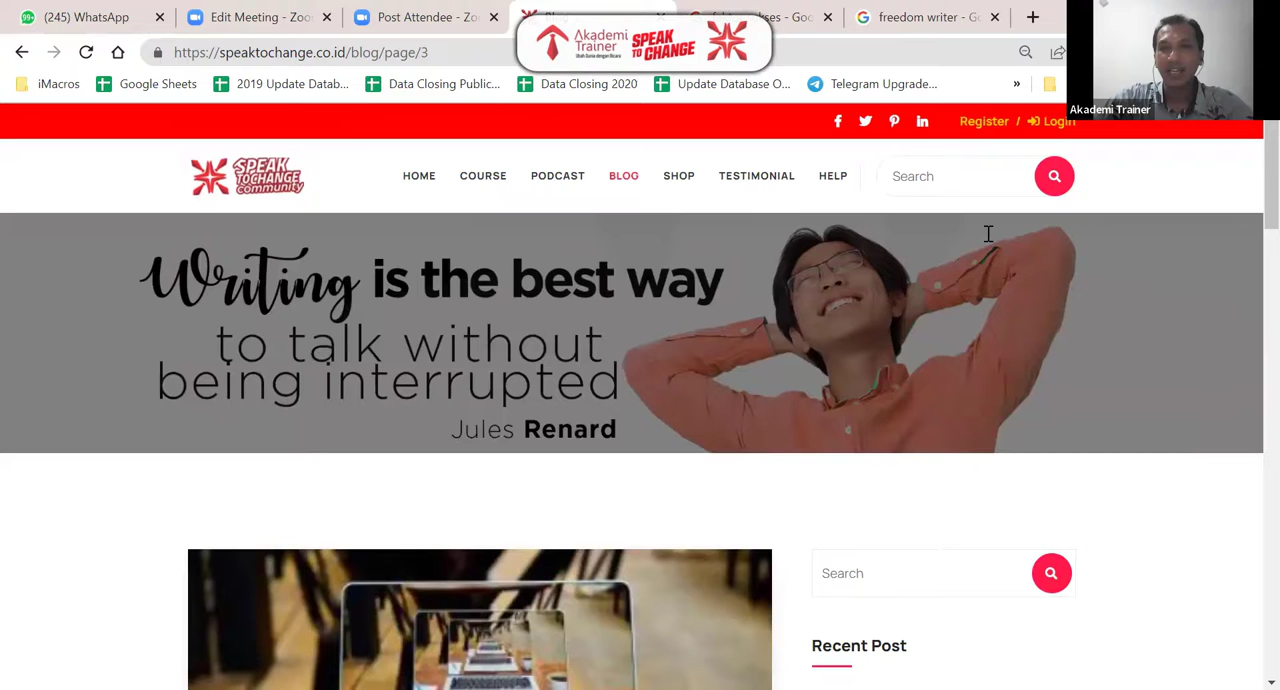 (245) WhatsApp
Edit Meeting - Zoo
Post Attendee - Zo
freedom writer - G
https://speaktochange.co.id/blog/page/3
Akademi
Trainer
SPEAK
TO CHANGE
iMacros
Google Sheets
2019 Update Datab...
Data Closing Public...
Data Closing 2020
Update Database O...
Telegram Upgrade...
»
Akademi Trainer
Register / Login
SPEAK
TO CHANGE
community
HOME
COURSE
PODCAST
BLOG
SHOP
TESTIMONIAL
HELP
Search
Writing is the best way
to talk without
being interrupted
Jules Renard
Search
Recent Post